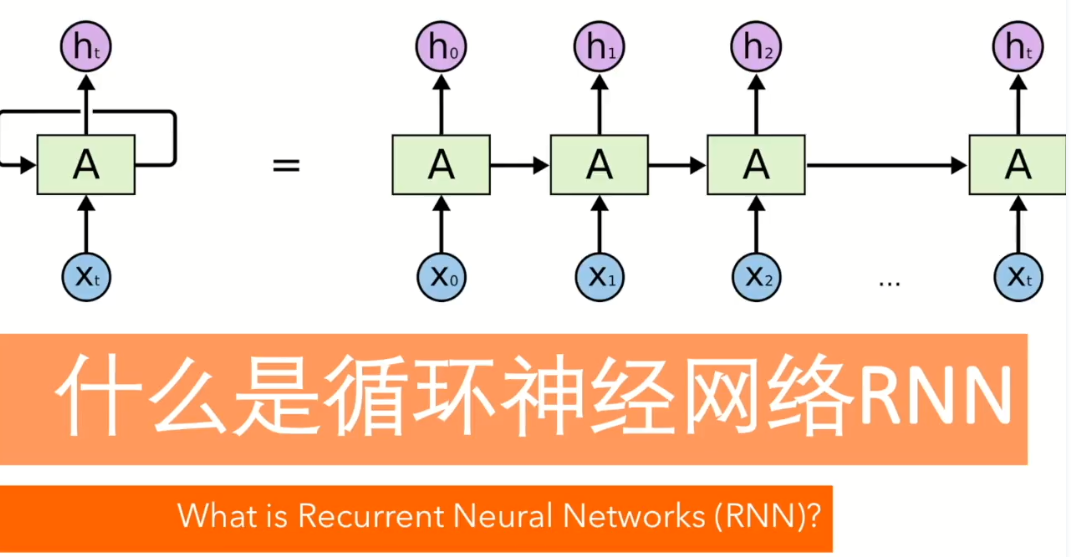 ht h0 h1 h2 ht
A = A A A A
xt x0 x1 x2 ... xt
什么是循环神经网络RNN
What is Recurrent Neural Networks (RNN)?